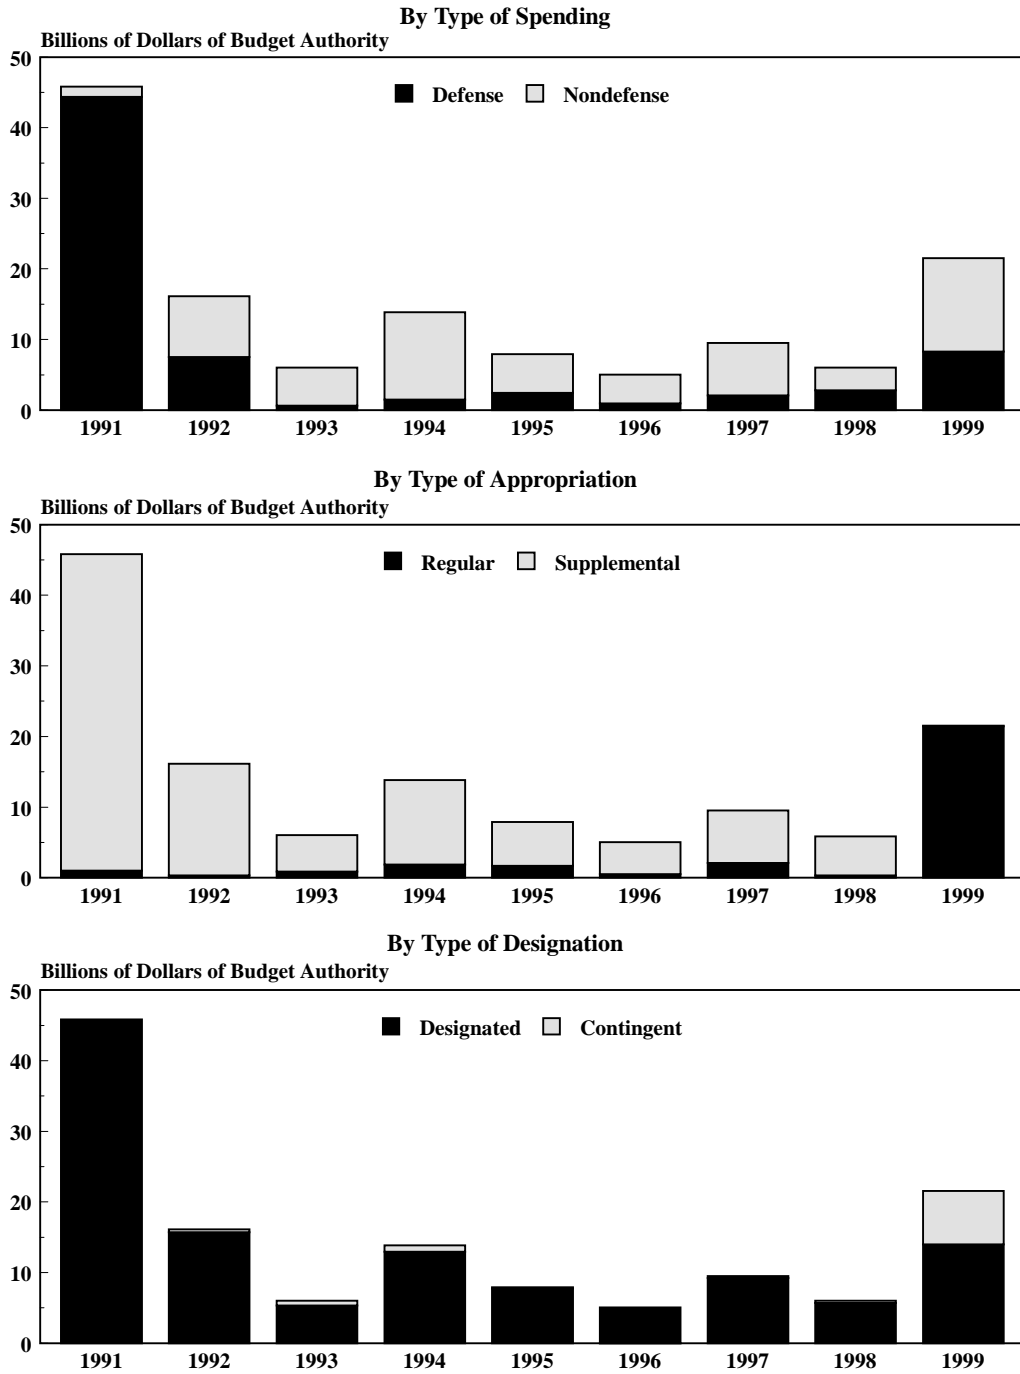 By Type of Spending
Billions of Dollars of Budget Authority
50
Defense Nondefense
40
30
20
10
0
1991 1992 1993 1994 1995 1996 1997 1998 1999
By Type of Appropriation
Billions of Dollars of Budget Authority
50
Regular Supplemental
40
30
20
10
0
1991 1992 1993 1994 1995 1996 1997 1998 1999
By Type of Designation
Billions of Dollars of Budget Authority
50
Designated Contingent
40
30
20
10
0
1991 1992 1993 1994 1995 1996 1997 1998 1999